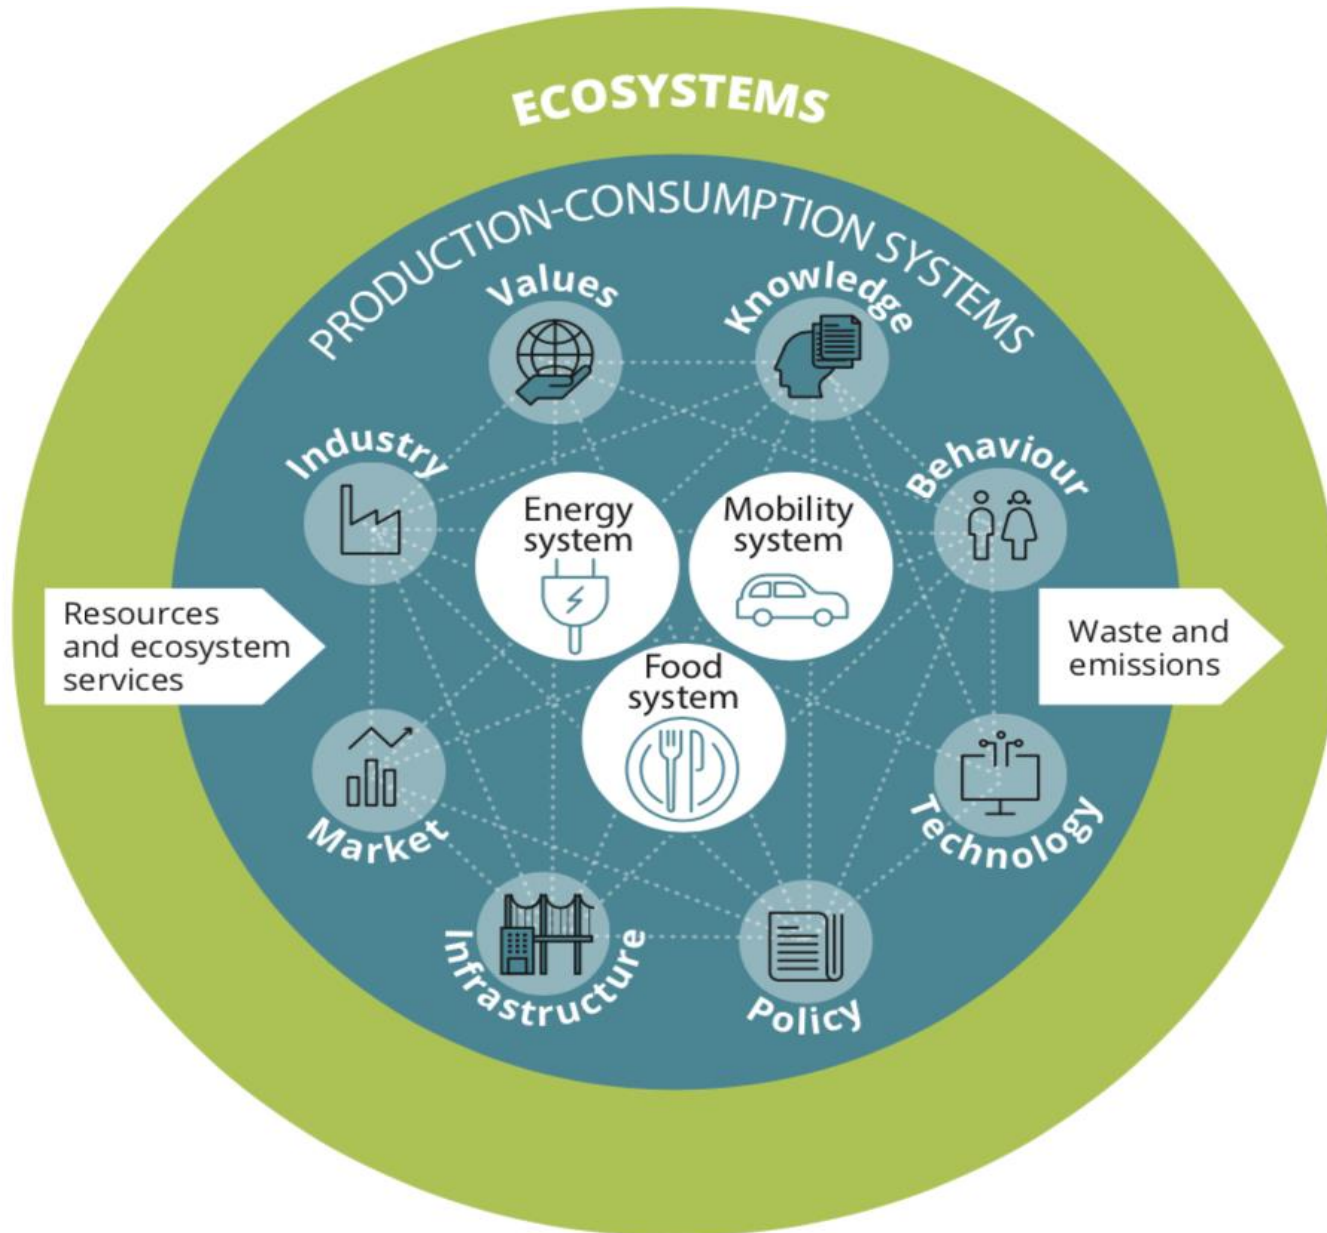 ECOSYSTEMS
PRODUCTION-CONSUMPTION SYSTEMS
Values
Knowledge
Industry
Behaviour
Energy
system
Mobility
system
Resources
and ecosystem
services
Waste and
emissions
Food
system
Market
Technology
Infrastructure
Policy